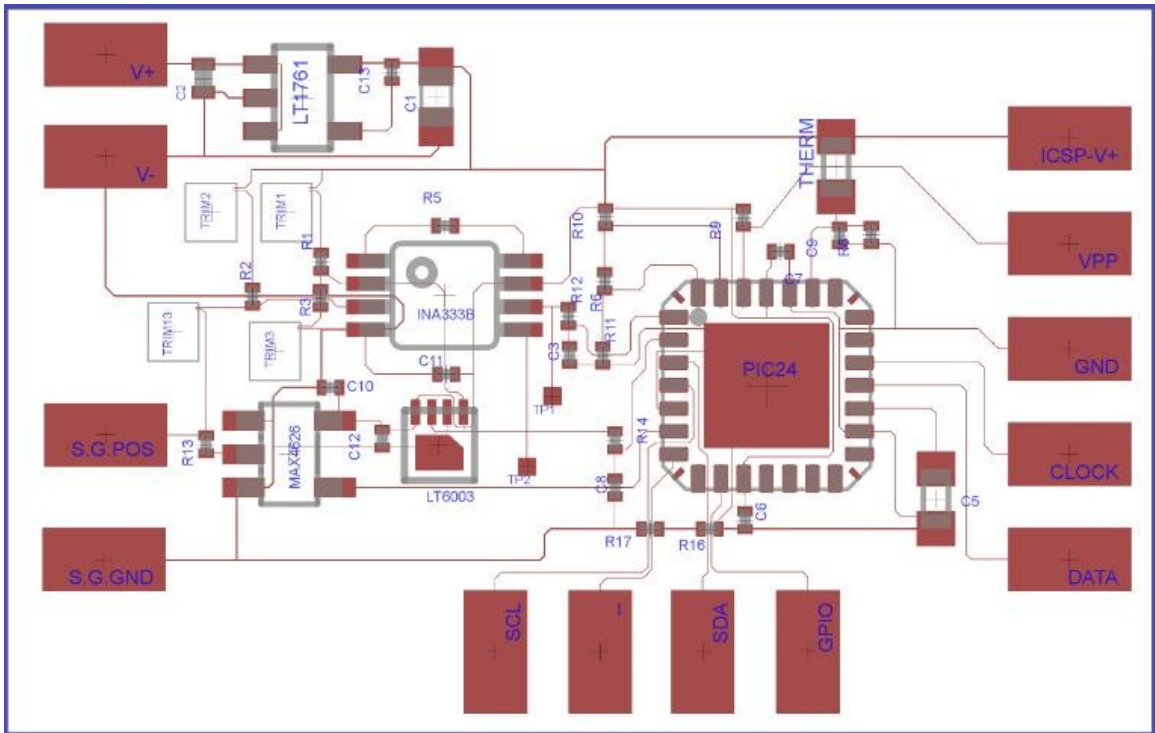 V+
C2
LT1761
C13
C1
V-
THERM
ICSP-V+
TRIM2
TRIM1
R5
R10
R9
R1
C9
R8
VPP
R2
R3
C7
R12
R6
INA333B
TRIM13
TRIM3
R11
C3
PIC24
GND
C11
C10
TP1
S.G.POS
R13
MAX4626
C12
R14
TP2
LT6003
C8
CLOCK
C5
C6
R17
R16
S.G.GND
DATA
SCL
SDA
GPIO